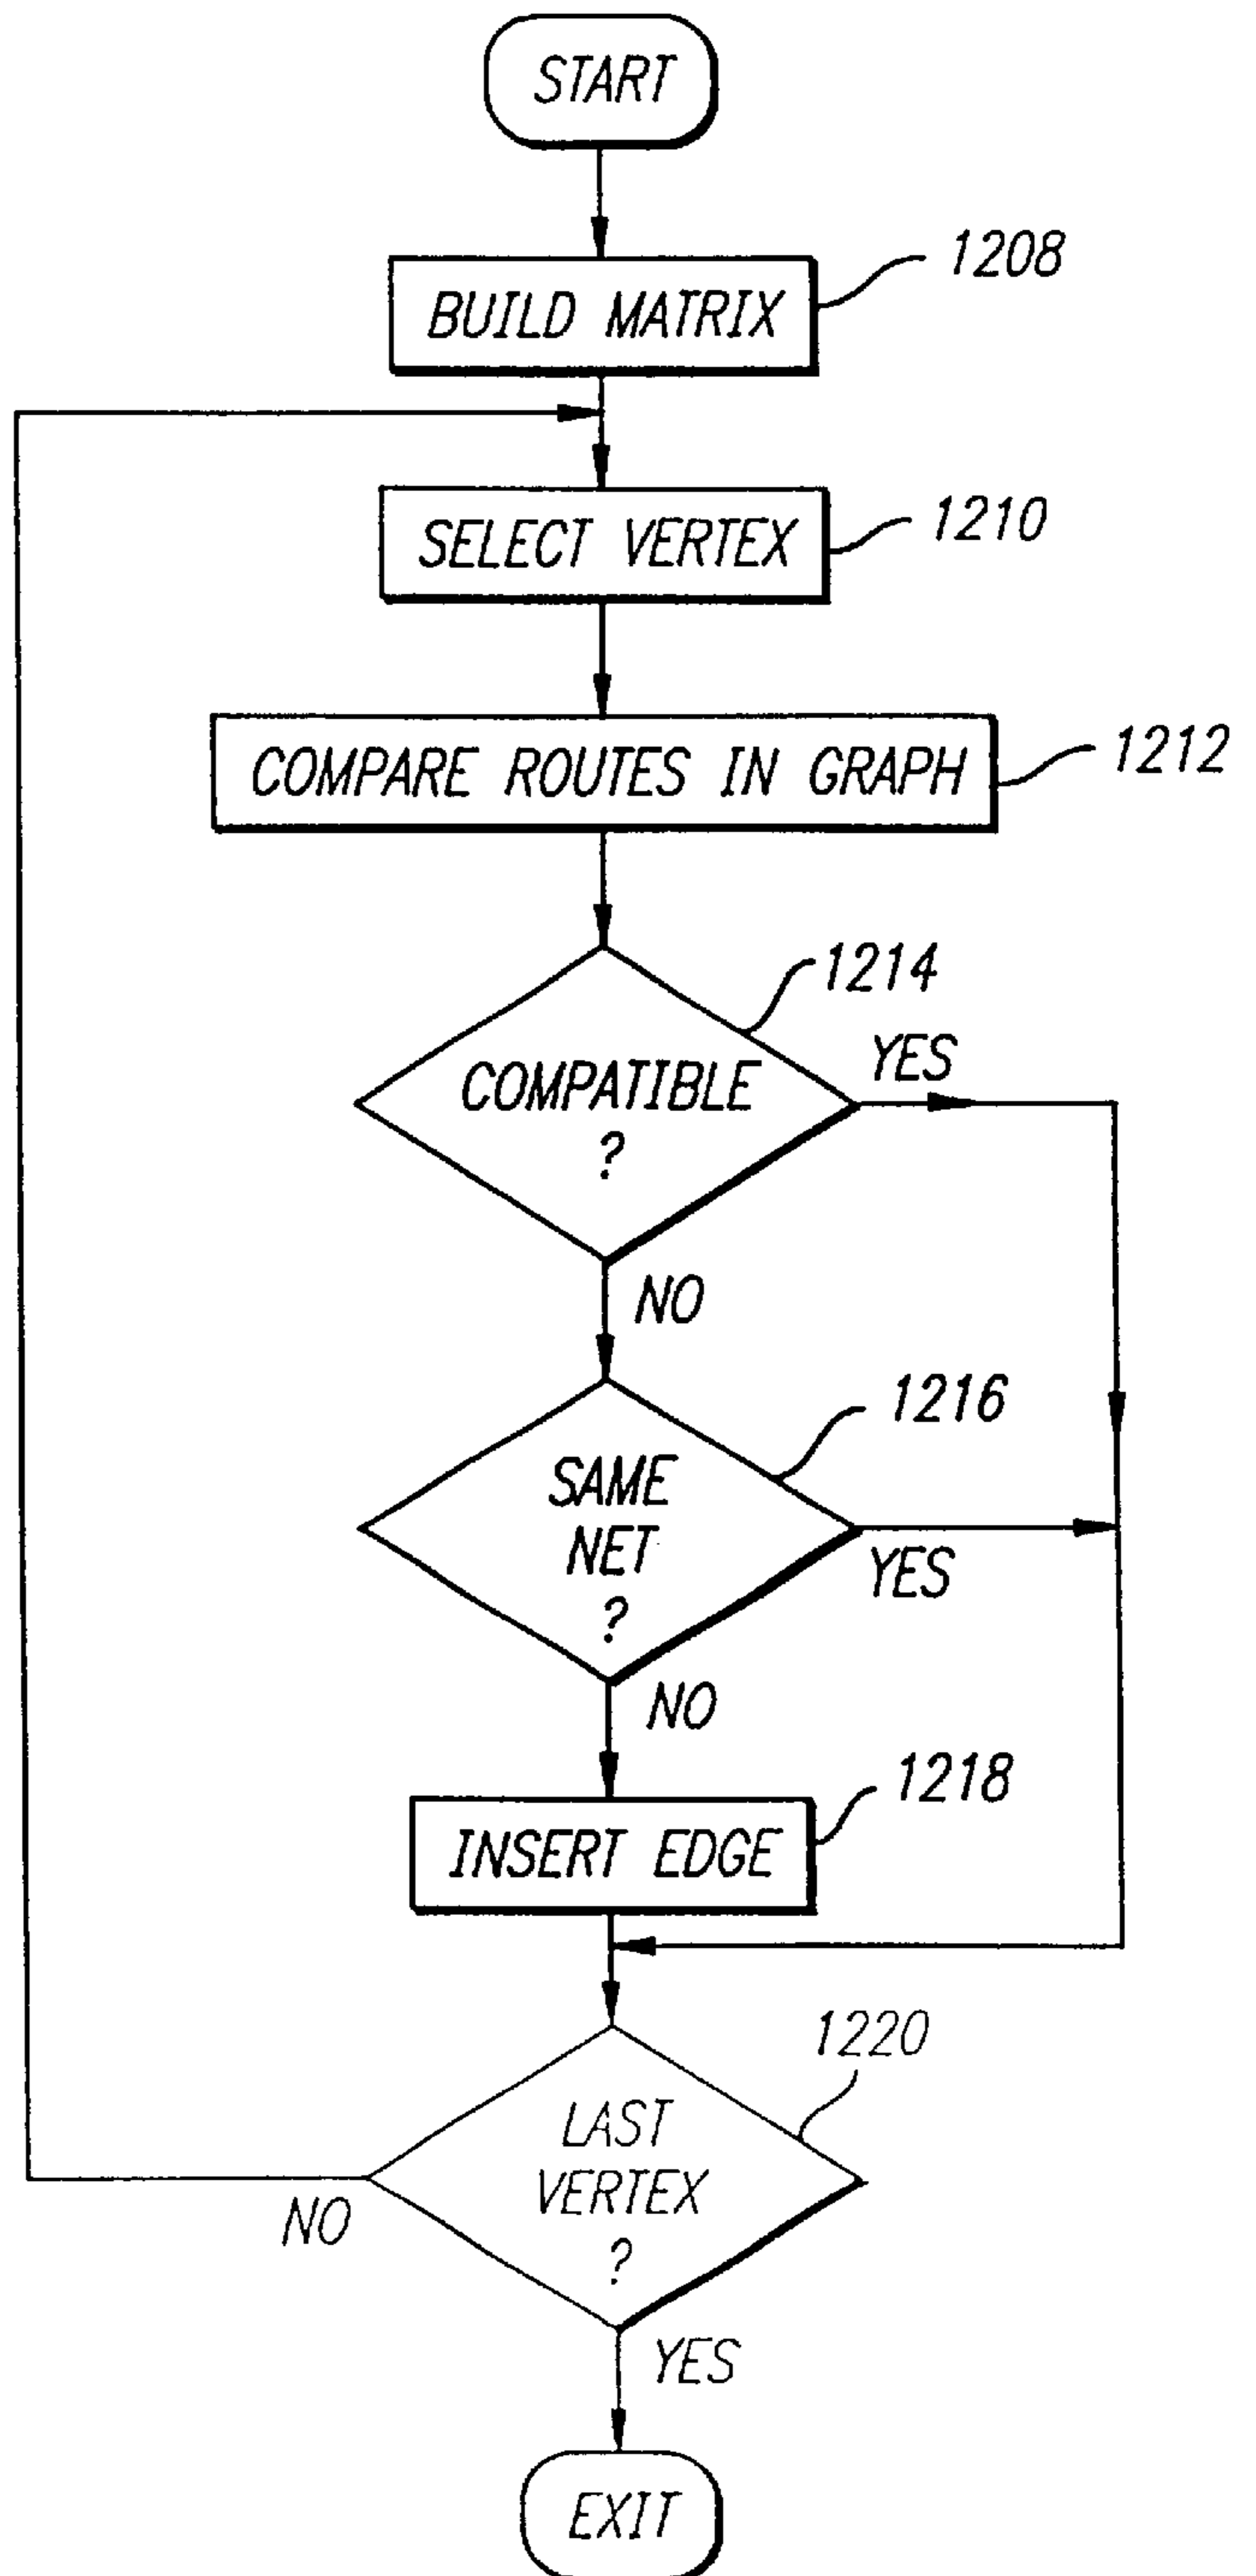 START
BUILD MATRIX
1208
SELECT VERTEX
1210
COMPARE ROUTES IN GRAPH
1212
1214
COMPATIBLE
?
YES
NO
1216
SAME
NET
?
YES
NO
1218
INSERT EDGE
1220
LAST
VERTEX
?
NO
YES
EXIT